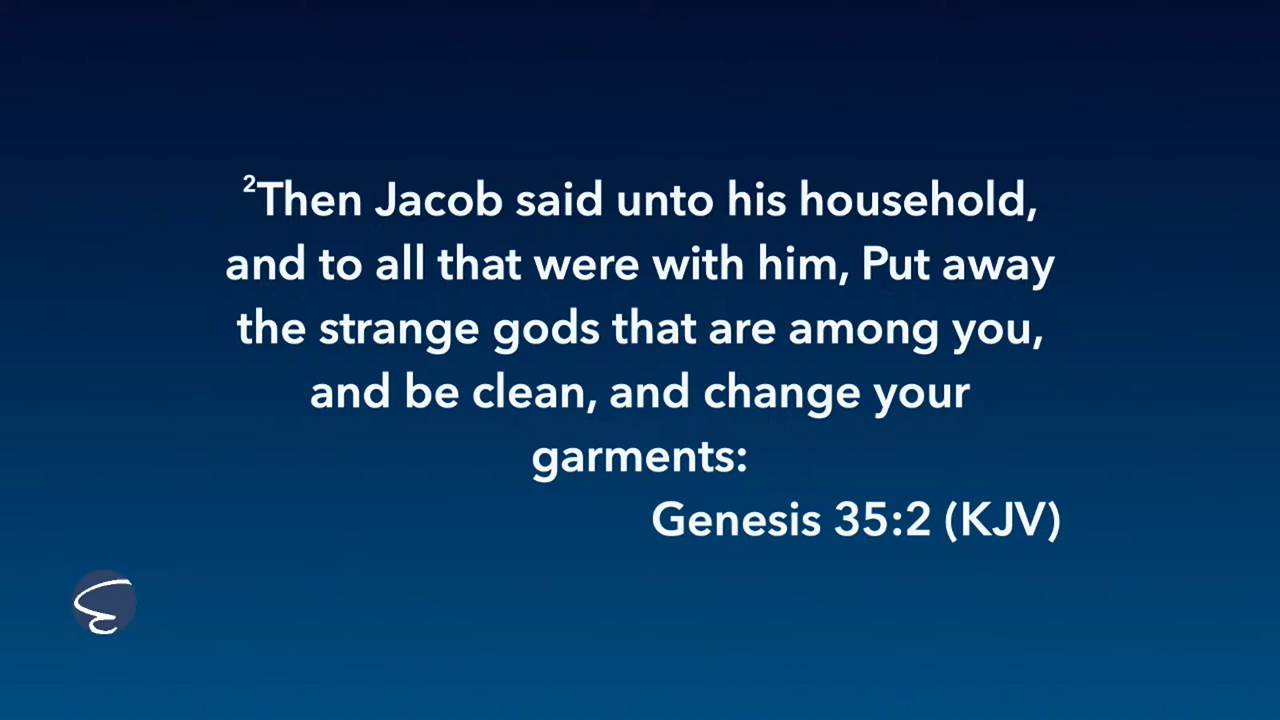 ²Then Jacob said unto his household,
and to all that were with him, Put away
the strange gods that are among you,
and be clean, and change your
garments:
Genesis 35:2 (KJV)